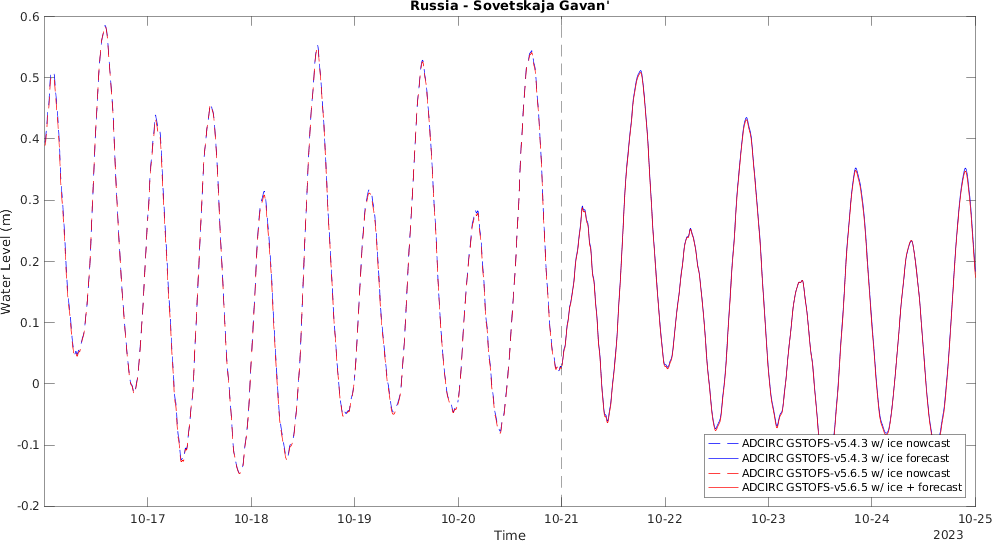 Russia - Sovetskaja Gavan'
Water Level (m)
0.6
0.5
0.4
0.3
0.2
0.1
0
-0.1
-0.2
ADCIRC GSTOFS-v5.4.3 w/ ice nowcast
ADCIRC GSTOFS-v5.4.3 w/ ice forecast
ADCIRC GSTOFS-v5.6.5 w/ ice nowcast
ADCIRC GSTOFS-v5.6.5 w/ ice + forecast
10-17 10-18 10-19 10-20 10-21 10-22 10-23 10-24 10-25
Time 2023